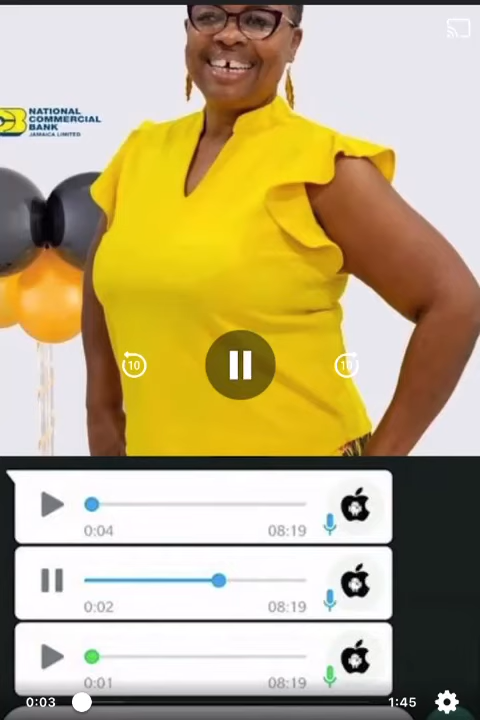 NATIONAL
COMMERCIAL
BANK
JAMAICA LIMITED
10
10
0:04 08:19
0:02 08:19
0:01 08:19
0:03 1:45